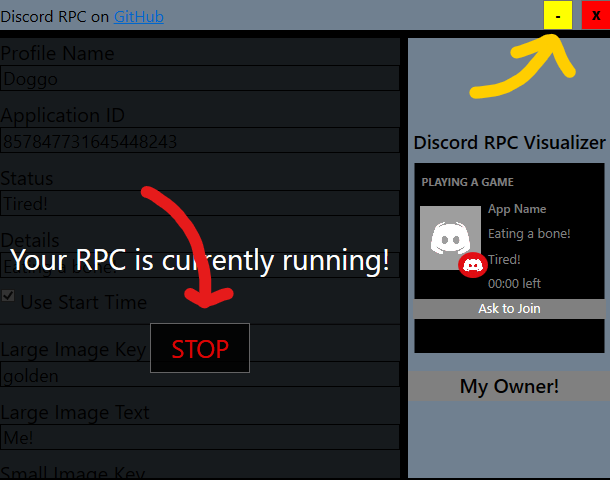 Discord RPC on GitHub
-
x
Profile Name
Doggo
Application ID
857847731645448243
Status
Tired!
Details
Eating a bone!
Your RPC is currently running!
Use Start Time
STOP
Large Image Key
golden
Large Image Text
Me!
Small Image Key
Discord RPC Visualizer
PLAYING A GAME
App Name
Eating a bone!
Tired!
00:00 left
Ask to Join
My Owner!